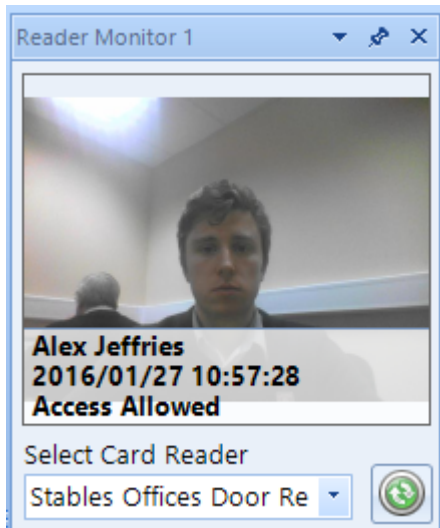 Reader Monitor 1
Alex Jeffries
2016/01/27 10:57:28
Access Allowed
Select Card Reader
Stables Offices Door Re